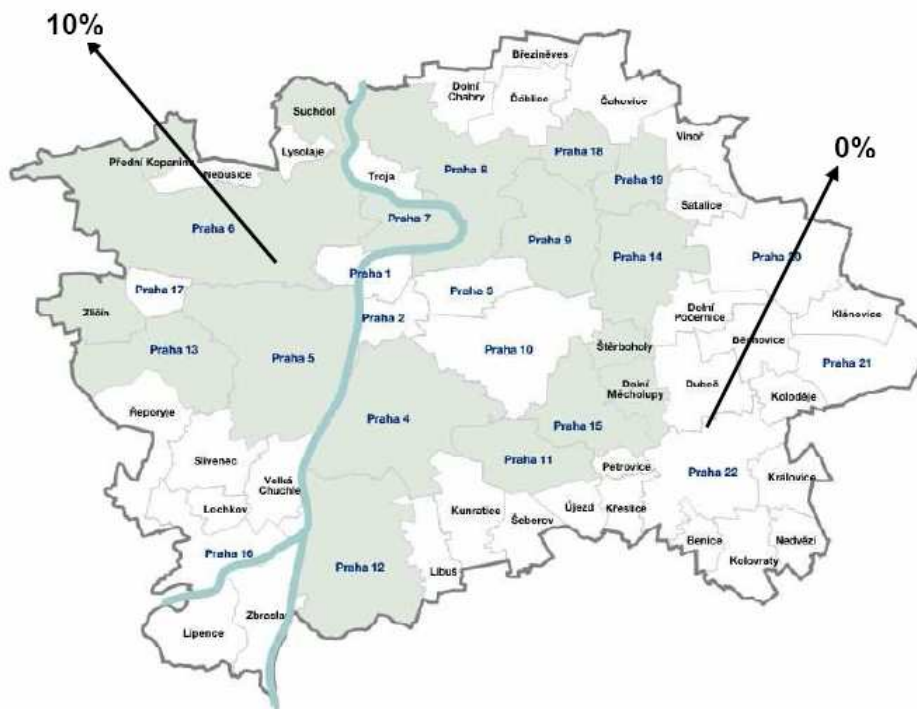 10%
Březiněves
Dolní
Chabry
Ďáblice
Čakovice
Suchdol
Vinoř
0%
Lysolaje
Přední Kopanina
Nebušice
Praha 18
Praha 8
Troja
Praha 19
Satalice
Praha 7
Praha 6
Praha 9
Praha 14
Praha 20
Praha 1
Praha 17
Praha 3
Zličín
Praha 2
Dolní
Počernice
Klánovice
Praha 13
Praha 5
Praha 10
Štěrboholy
Běchovice
Praha 21
Dolní
Měcholupy
Dubeč
Koloděje
Řeporyje
Praha 4
Praha 15
Slivenec
Praha 11
Petrovice
Praha 22
Královice
Velká
Chuchle
Lochkov
Kunratice
Šeberov
Újezd
Křeslice
Benice
Nedvězí
Kolovraty
Praha 16
Praha 12
Libuš
Zbraslav
Lipence